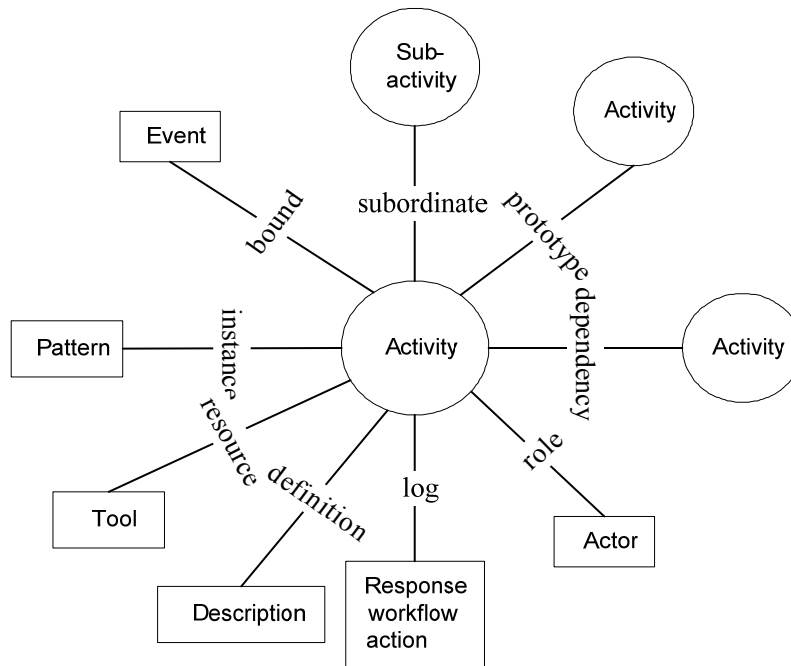 Sub-
activity
Activity
Event
subordinate
prototype
bound
instance
dependency
Pattern
Activity
Activity
resource
role
definition
log
Tool
Actor
Description
Response
workflow
action